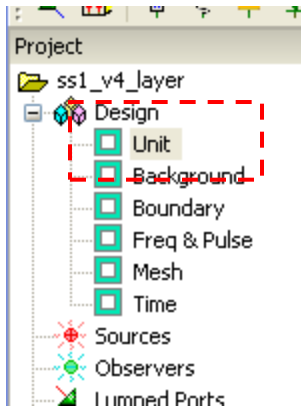 Project
ss1_v4_layer
Design
Unit
Background
Boundary
Freq & Pulse
Mesh
Time
Sources
Observers
Lumped Ports